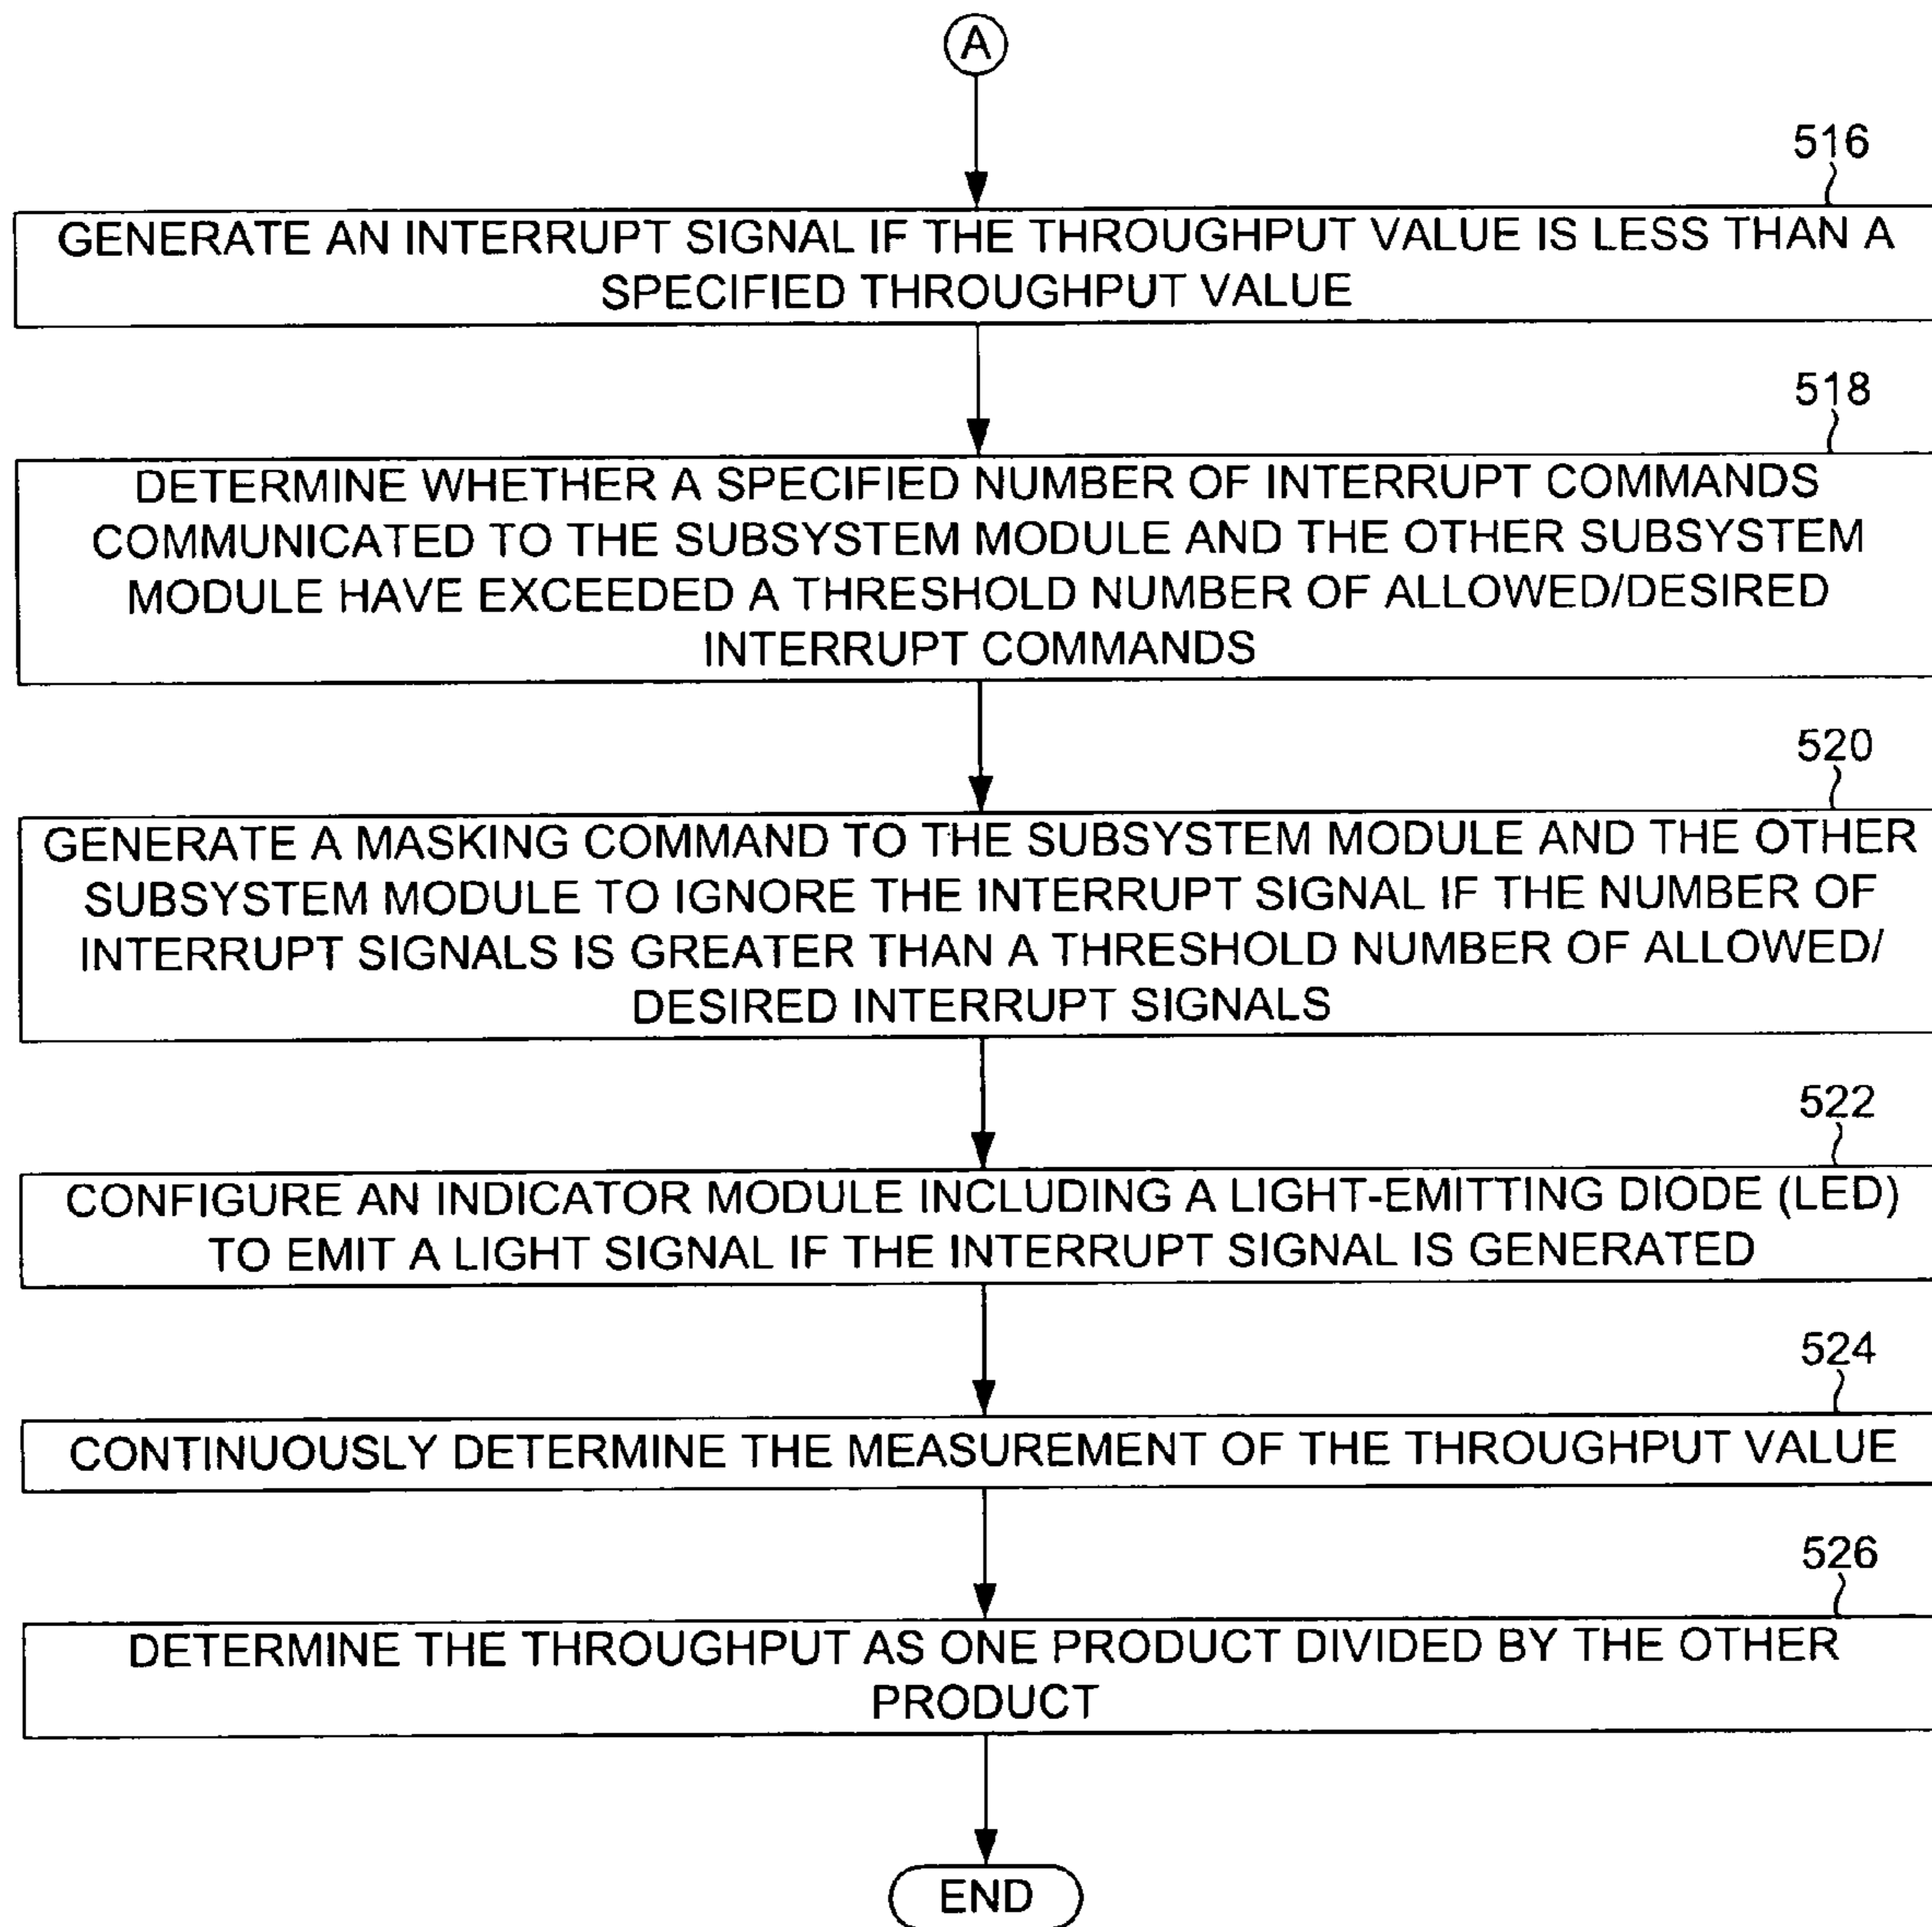 A
516
GENERATE AN INTERRUPT SIGNAL IF THE THROUGHPUT VALUE IS LESS THAN A
SPECIFIED THROUGHPUT VALUE
518
DETERMINE WHETHER A SPECIFIED NUMBER OF INTERRUPT COMMANDS
COMMUNICATED TO THE SUBSYSTEM MODULE AND THE OTHER SUBSYSTEM
MODULE HAVE EXCEEDED A THRESHOLD NUMBER OF ALLOWED/DESIRED
INTERRUPT COMMANDS
520
GENERATE A MASKING COMMAND TO THE SUBSYSTEM MODULE AND THE OTHER
SUBSYSTEM MODULE TO IGNORE THE INTERRUPT SIGNAL IF THE NUMBER OF
INTERRUPT SIGNALS IS GREATER THAN A THRESHOLD NUMBER OF ALLOWED/
DESIRED INTERRUPT SIGNALS
522
CONFIGURE AN INDICATOR MODULE INCLUDING A LIGHT-EMITTING DIODE (LED)
TO EMIT A LIGHT SIGNAL IF THE INTERRUPT SIGNAL IS GENERATED
524
CONTINUOUSLY DETERMINE THE MEASUREMENT OF THE THROUGHPUT VALUE
526
DETERMINE THE THROUGHPUT AS ONE PRODUCT DIVIDED BY THE OTHER
PRODUCT
END